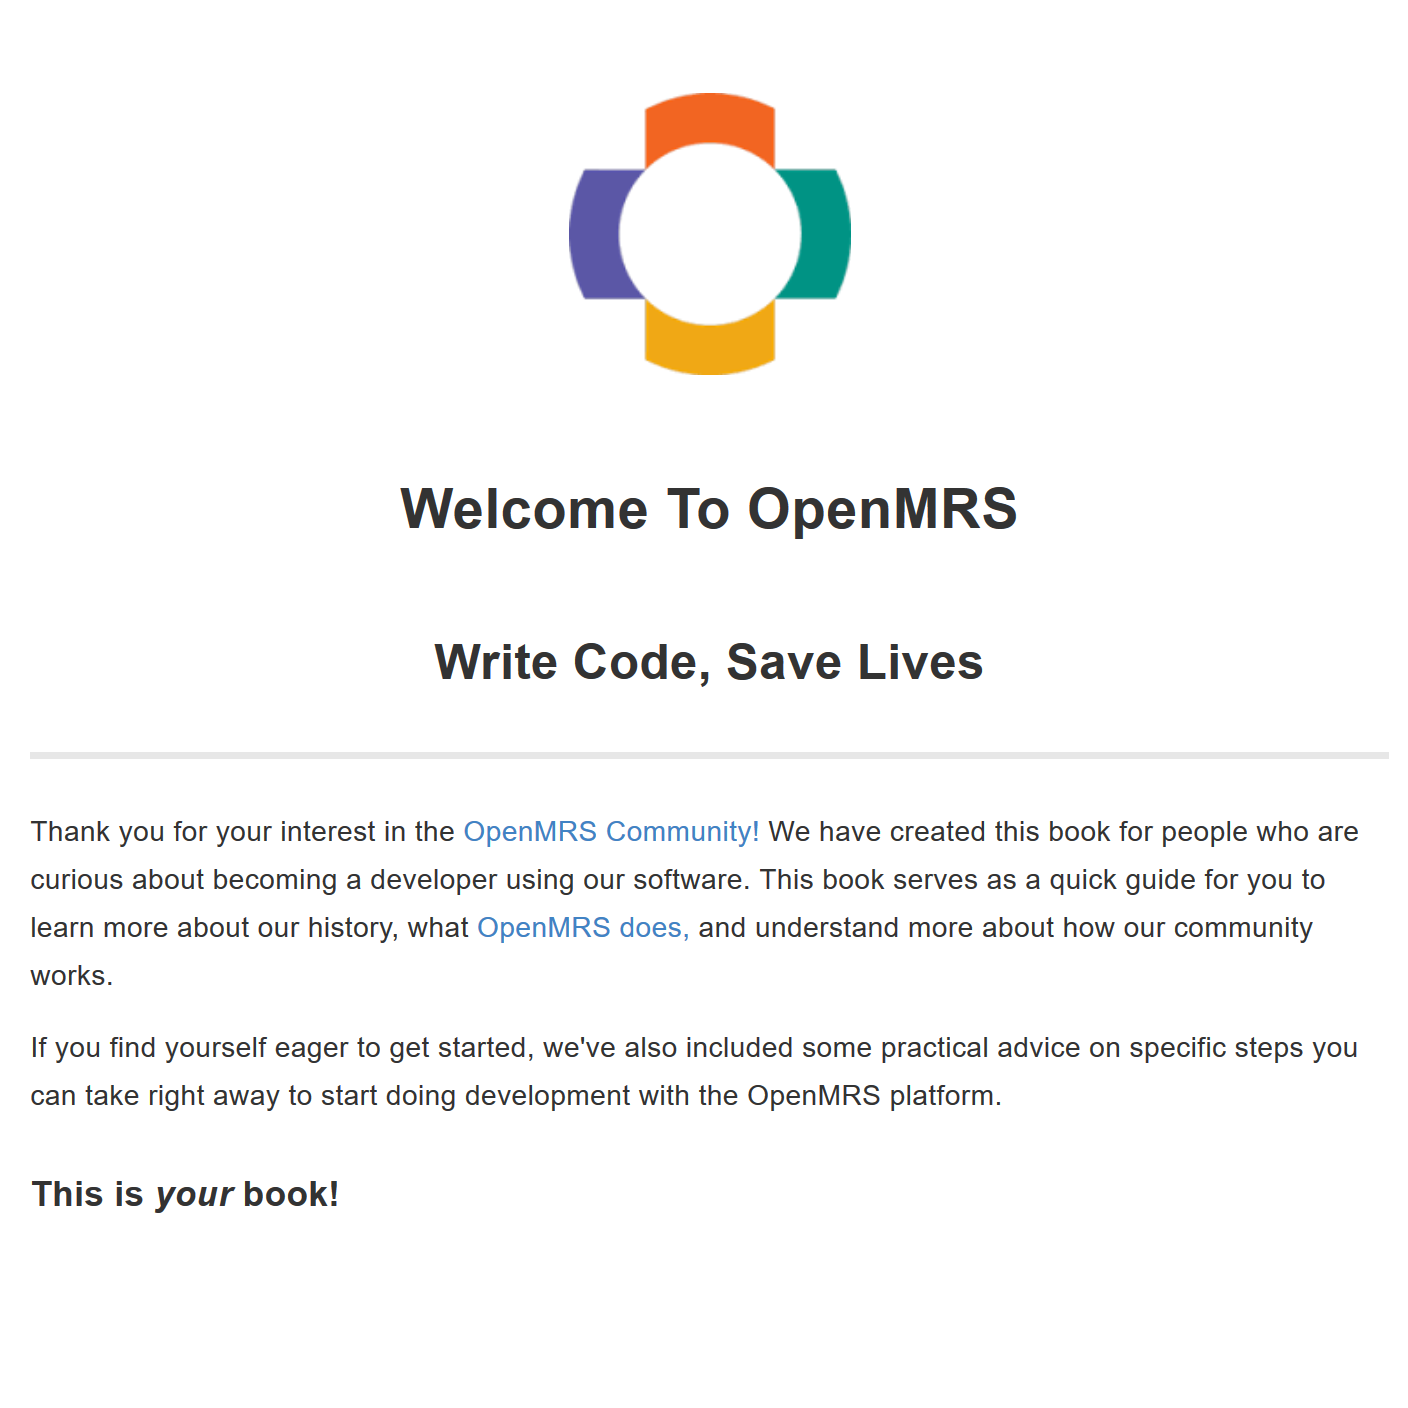 Welcome To OpenMRS
Write Code, Save Lives
Thank you for your interest in the OpenMRS Community! We have created this book for people who are
curious about becoming a developer using our software. This book serves as a quick guide for you to
learn more about our history, what OpenMRS does, and understand more about how our community
works.
If you find yourself eager to get started, we've also included some practical advice on specific steps you
can take right away to start doing development with the OpenMRS platform.
This is your book!